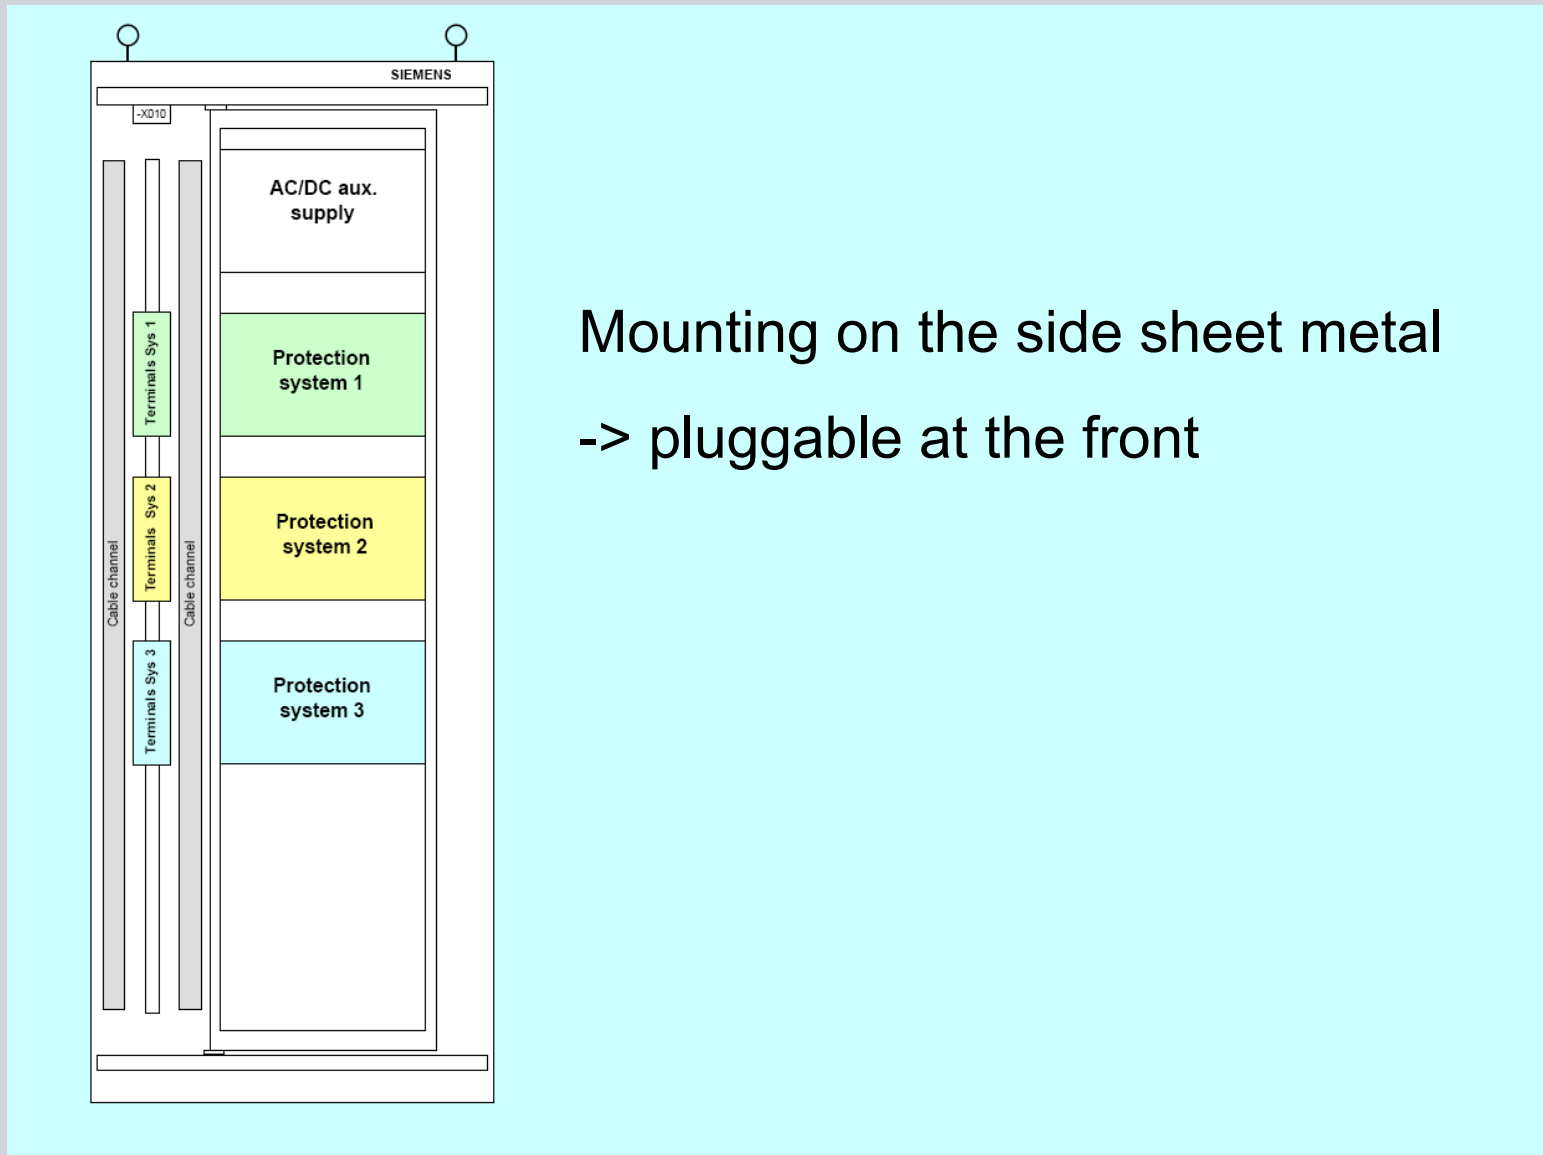 SIEMENS
-X010
AC/DC aux.
supply
Terminals Sys 1
Protection
system 1
Terminals Sys 2
Protection
system 2
Cable channel
Cable channel
Terminals Sys 3
Protection
system 3
Mounting on the side sheet metal
-> pluggable at the front